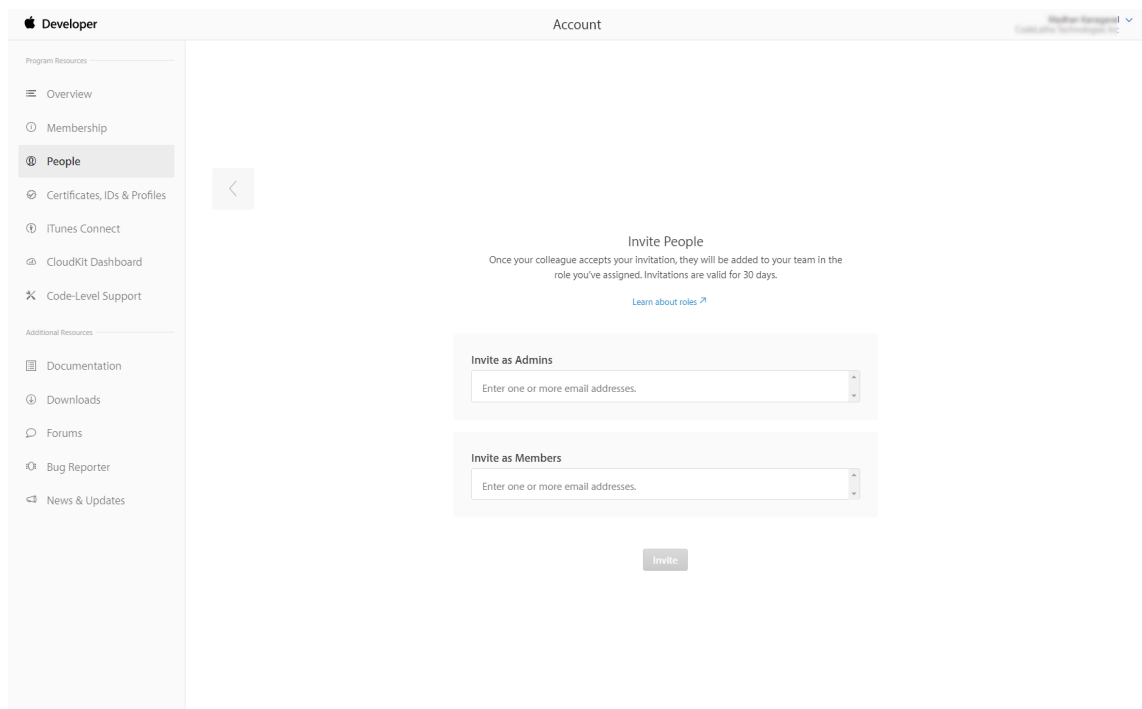 Developer
Account
Program Resources
Overview
Membership
People
Certificates, IDs & Profiles
iTunes Connect
CloudKit Dashboard
Code-Level Support
Additional Resources
Documentation
Downloads
Forums
Bug Reporter
News & Updates
Invite People
Once your colleague accepts your invitation, they will be added to your team in the
role you've assigned. Invitations are valid for 30 days.
Learn about roles
Invite as Admins
Enter one or more email addresses.
Invite as Members
Enter one or more email addresses.
Invite